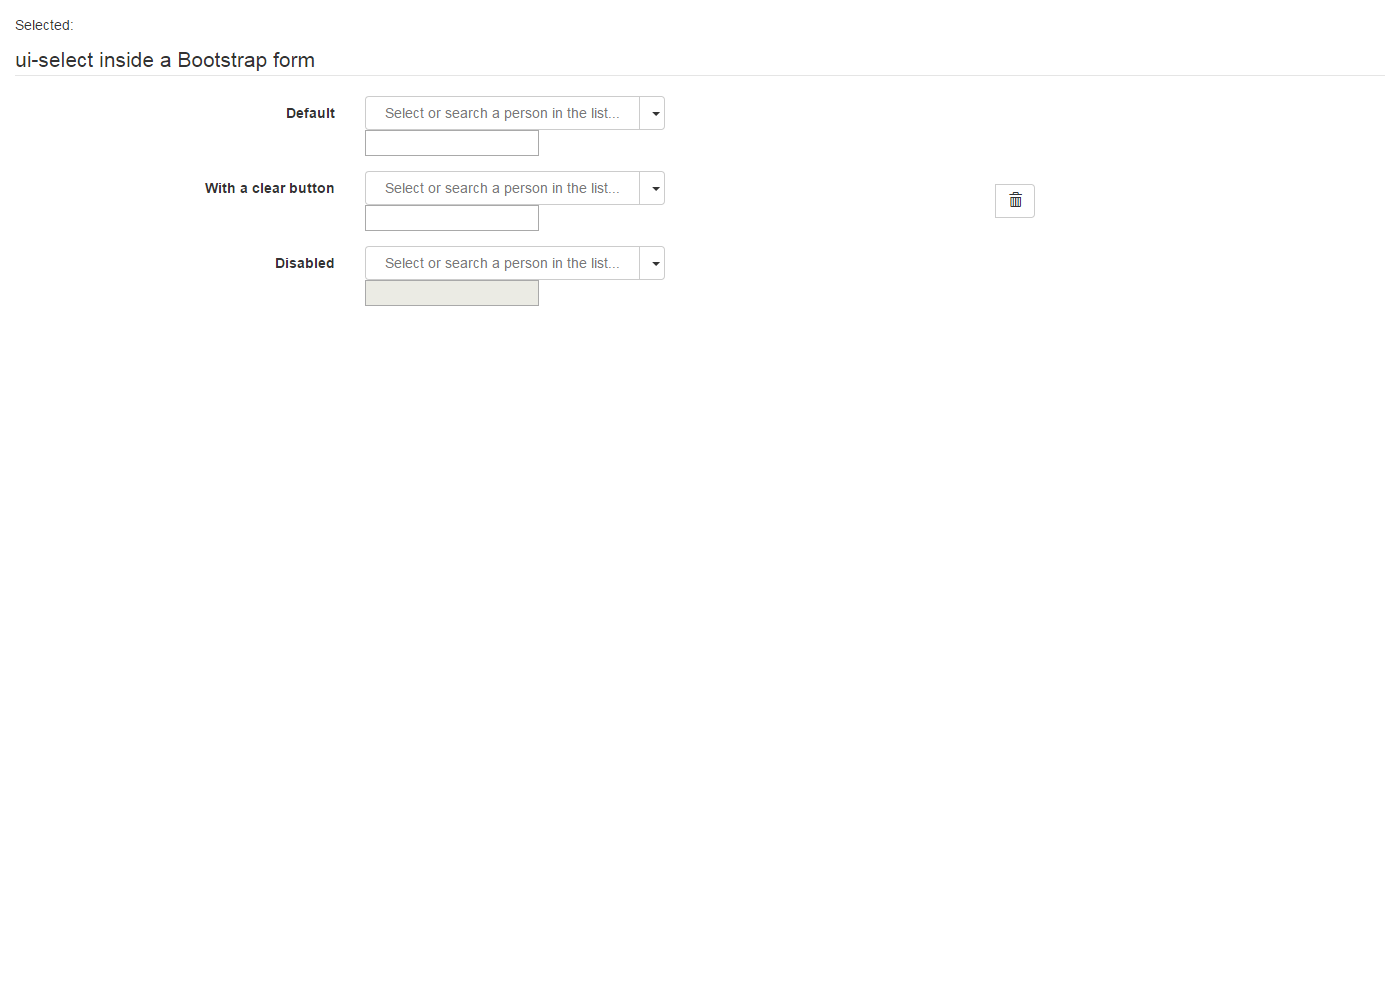 Selected:
ui-select inside a Bootstrap form
Default
Select or search a person in the list...
With a clear button
Select or search a person in the list...
Disabled
Select or search a person in the list...